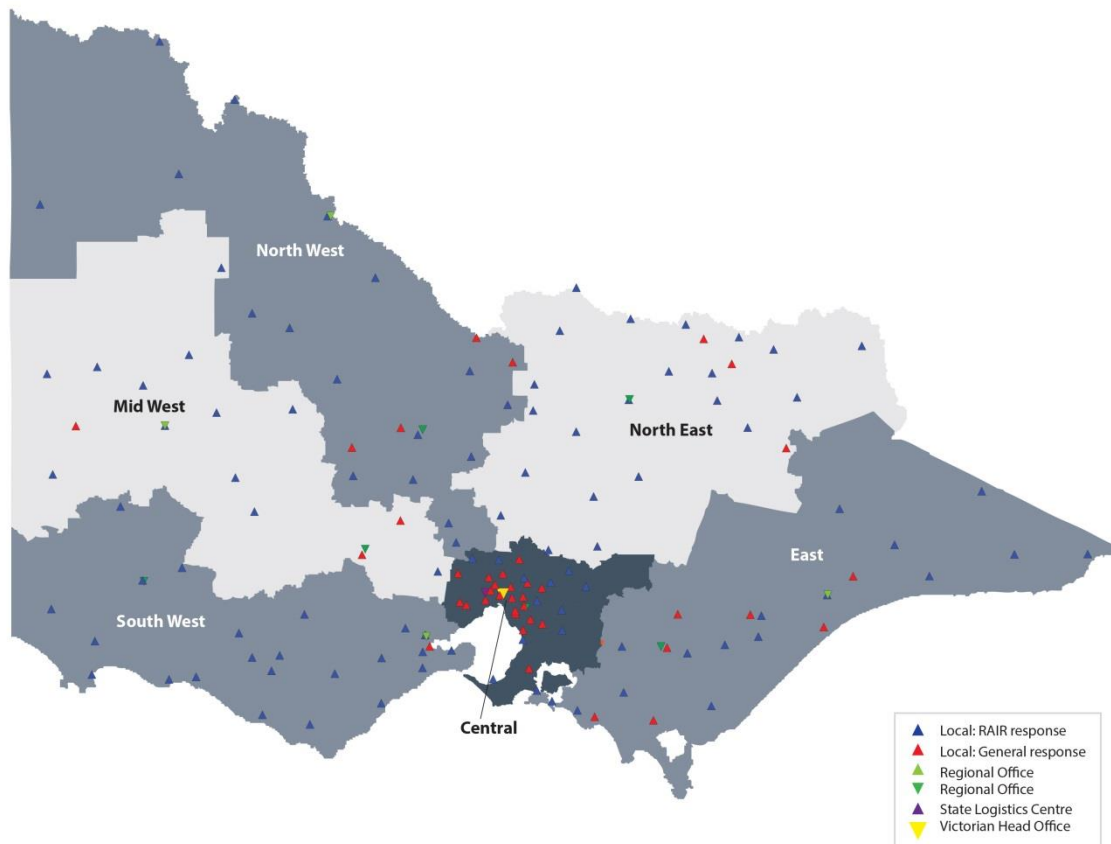 North West
Mid West
North East
East
South West
Central
Local: RAIR response
Local: General response
Regional Office
Regional Office
State Logistics Centre
Victorian Head Office